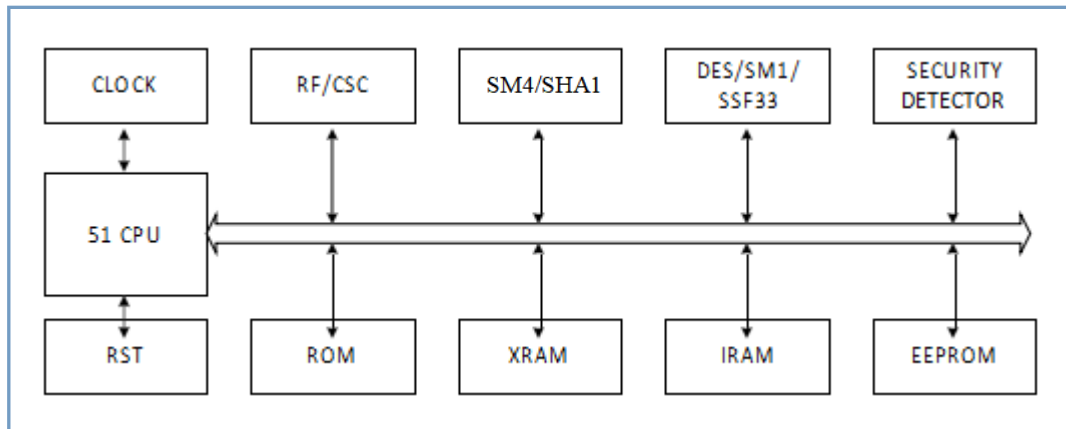 CLOCK
RF/CSC
SM4/SHA1
DES/SM1/
SSF33
SECURITY
DETECTOR
51 CPU
RST
ROM
XRAM
IRAM
EEPROM